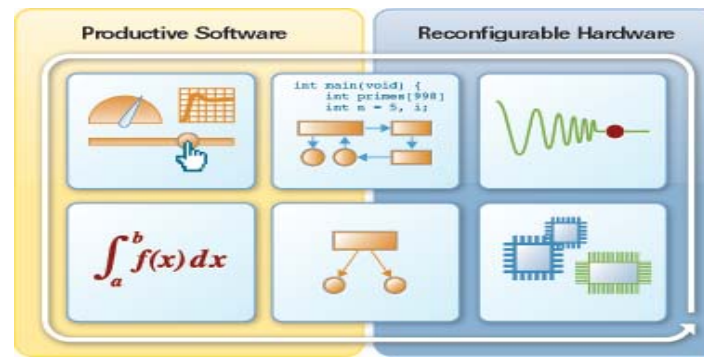 Productive Software
Reconfigurable Hardware
int main(void) {
int primes[998]
int n = 5, i;
∫ₐᵇ f(x) dx